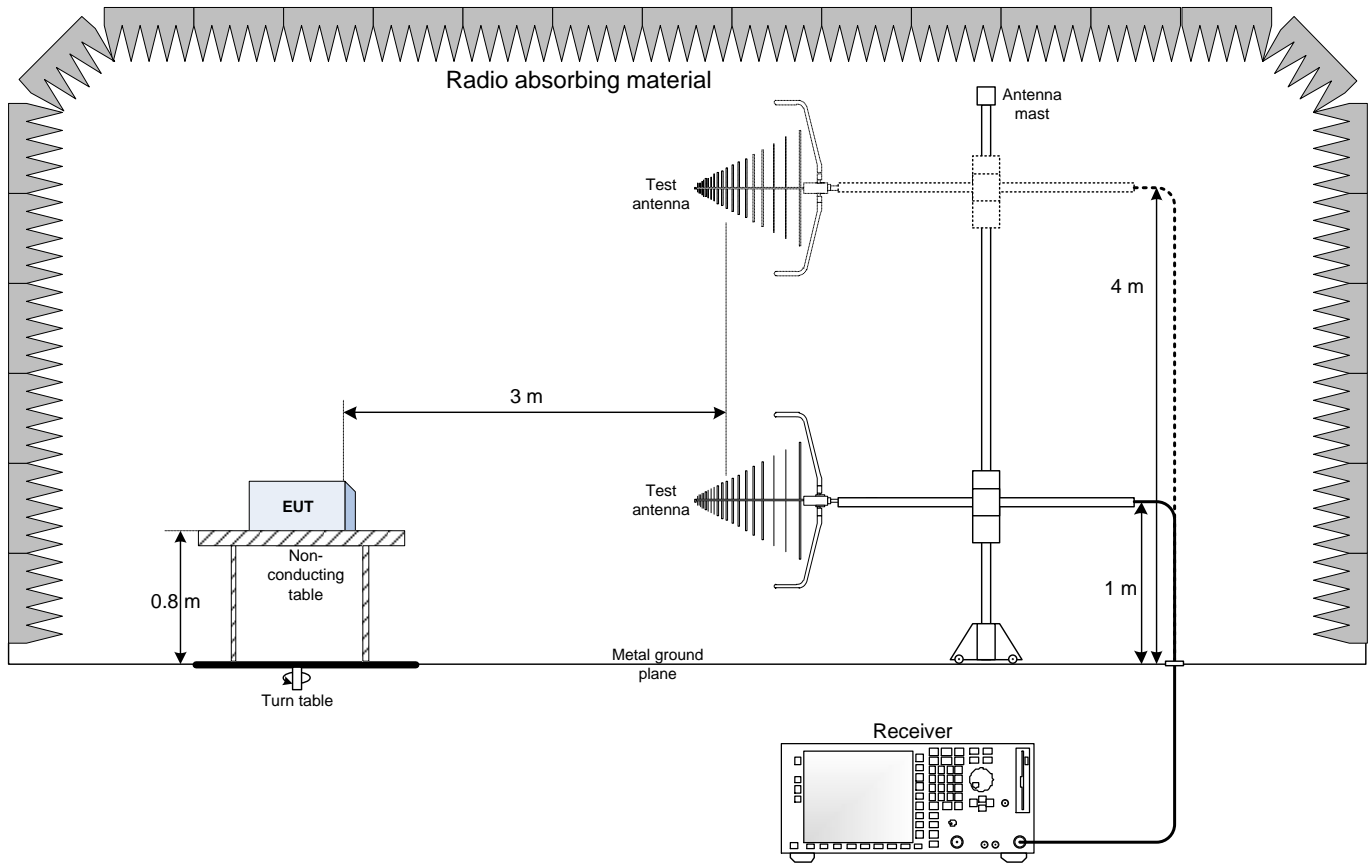 Radio absorbing material
Antenna
mast
Test
antenna
4 m
3 m
Test
antenna
EUT
Non-
conducting
table
0.8 m
1 m
Metal ground
plane
Turn table
Receiver